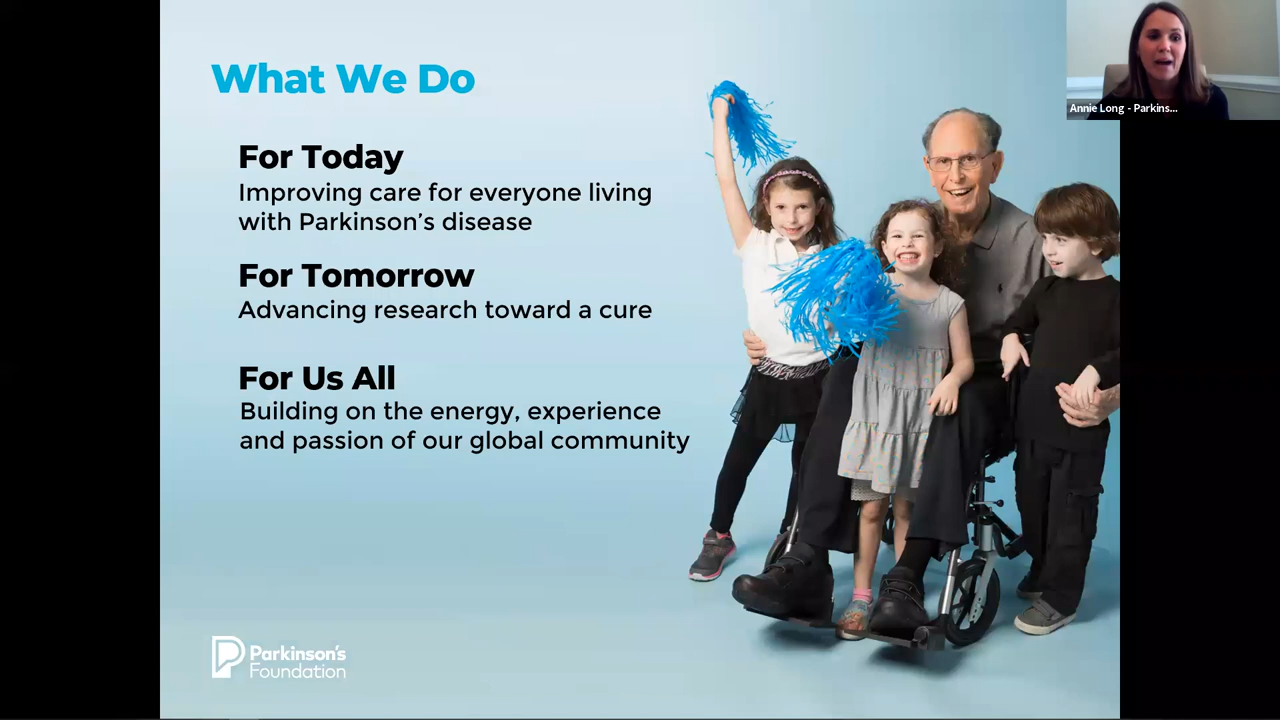 What We Do
For Today
Improving care for everyone living
with Parkinson's disease
For Tomorrow
Advancing research toward a cure
For Us All
Building on the energy, experience
and passion of our global community
Parkinson's
Foundation
Annie Long - Parkins...